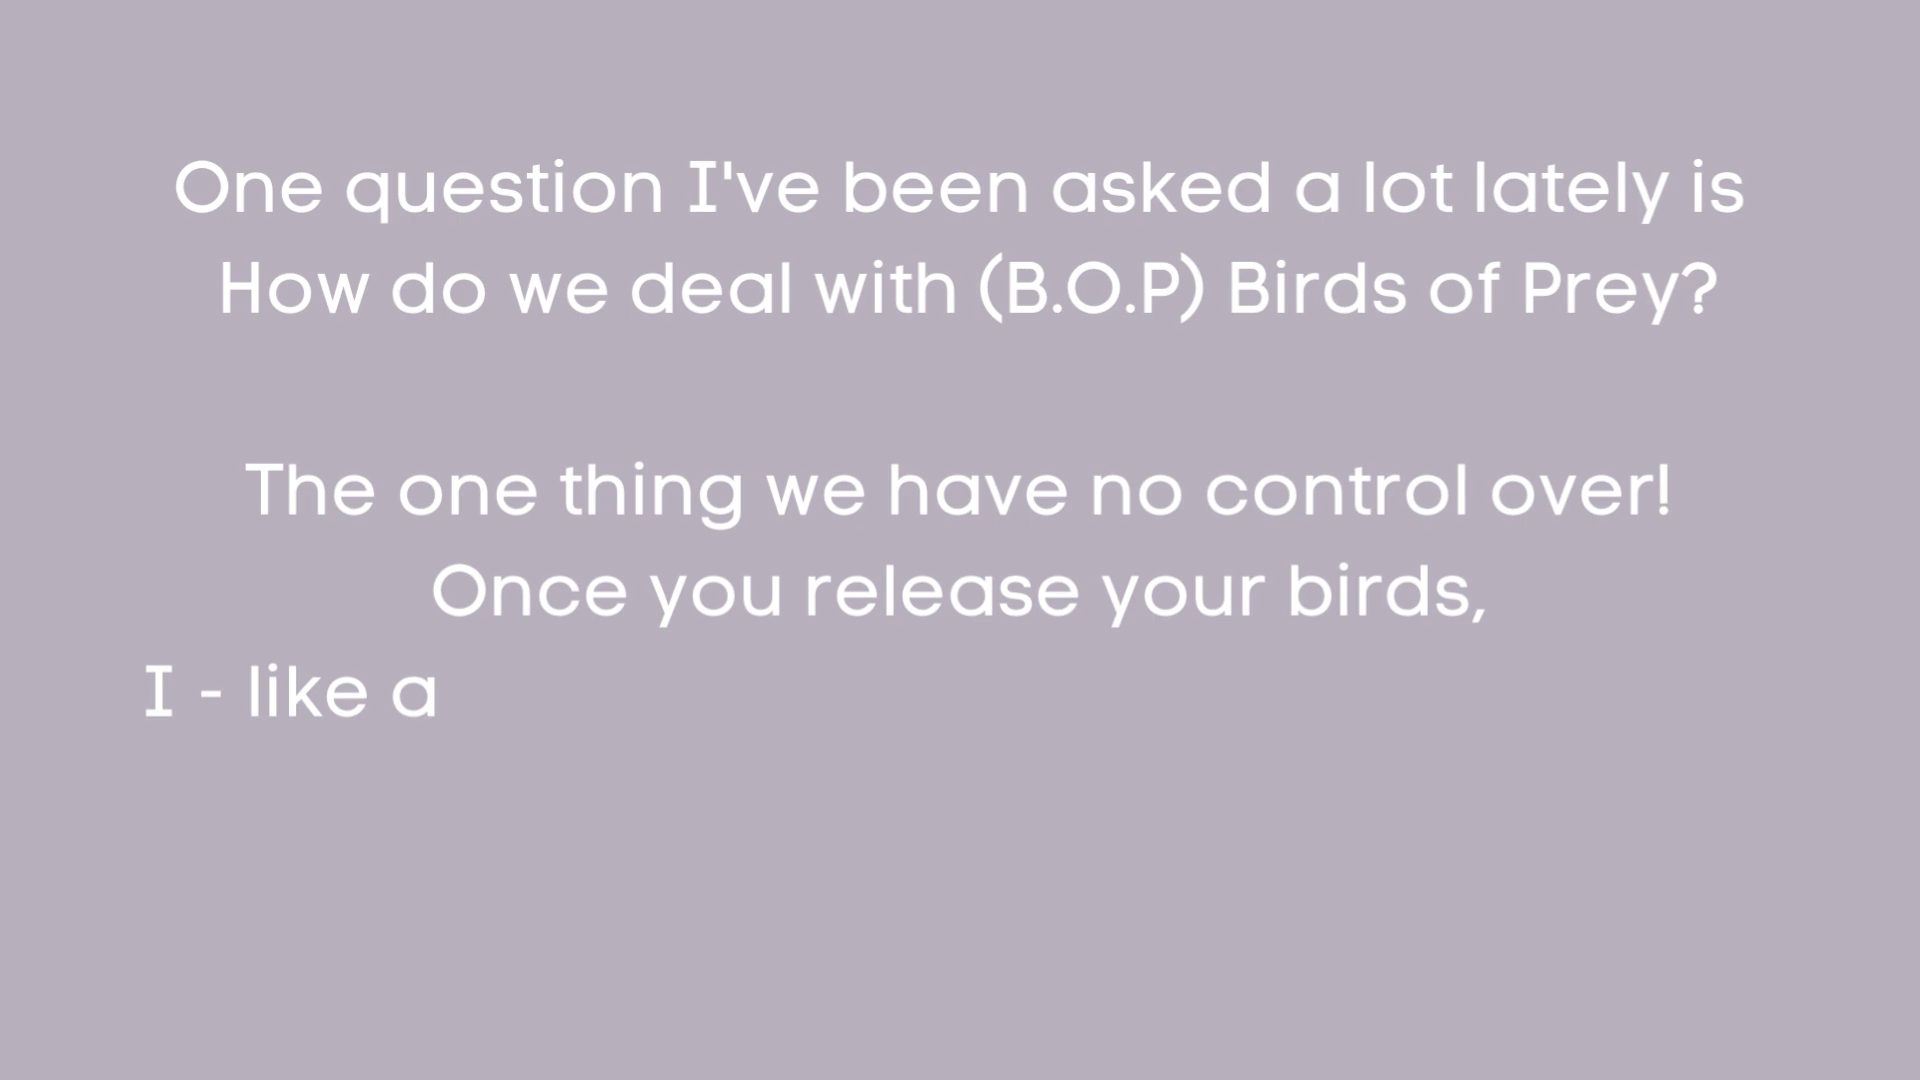 One question I've been asked a lot lately is
How do we deal with (B.O.P) Birds of Prey?
The one thing we have no control over!
Once you release your birds,
I - like a